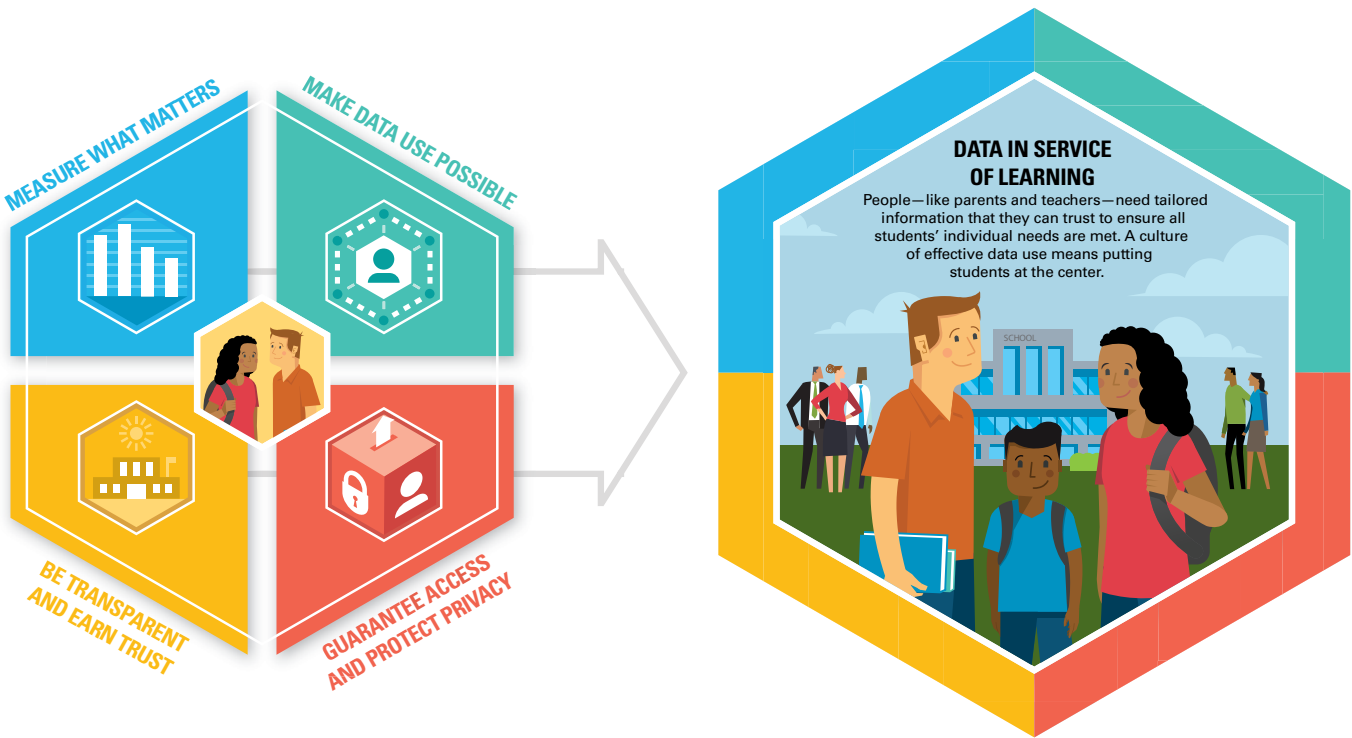 MEASURE WHAT MATTERS
MAKE DATA USE POSSIBLE
BE TRANSPARENT
AND EARN TRUST
GUARANTEE ACCESS
AND PROTECT PRIVACY
DATA IN SERVICE
OF LEARNING
People—like parents and teachers—need tailored
information that they can trust to ensure all
students’ individual needs are met. A culture
of effective data use means putting
students at the center.
SCHOOL